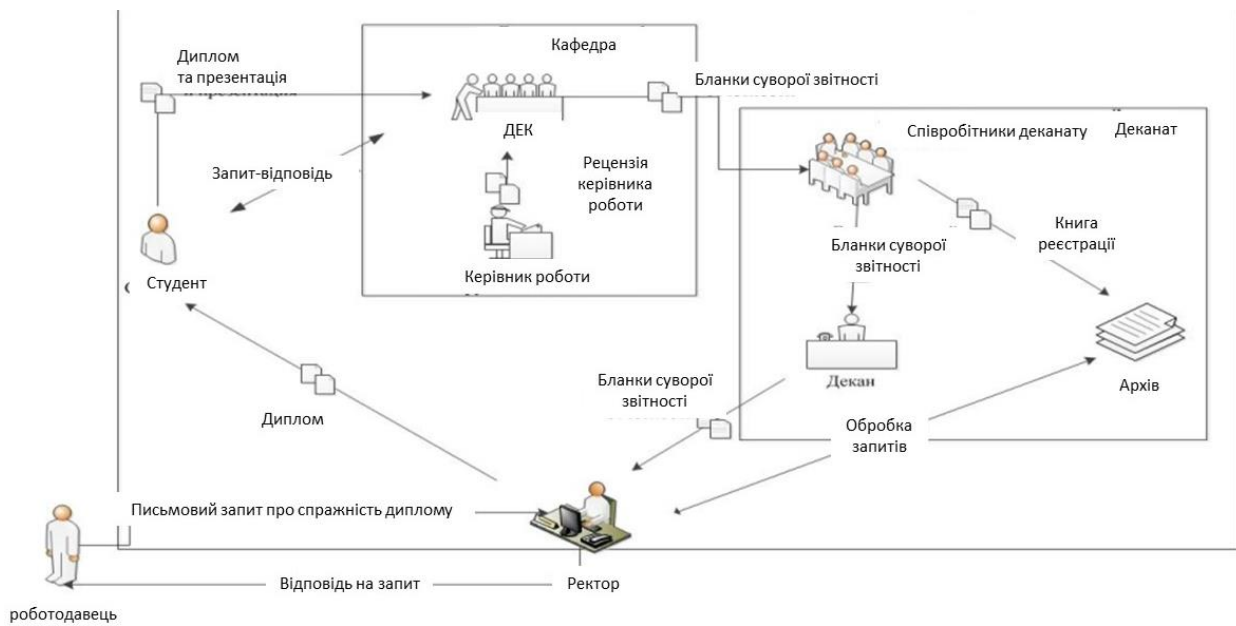 Кафедра
Диплом
та презентація
Бланки суворої звітності
ДЕК
Співробітники деканату
Деканат
Запит-відповідь
Рецензія
керівника
роботи
Книга
реєстрації
Бланки суворої
звітності
Керівник роботи
Студент
Декан
Архів
Бланки суворої
звітності
Диплом
Обробка
запитів
Письмовий запит про спражність диплому
Відповідь на запит
Ректор
роботодавець